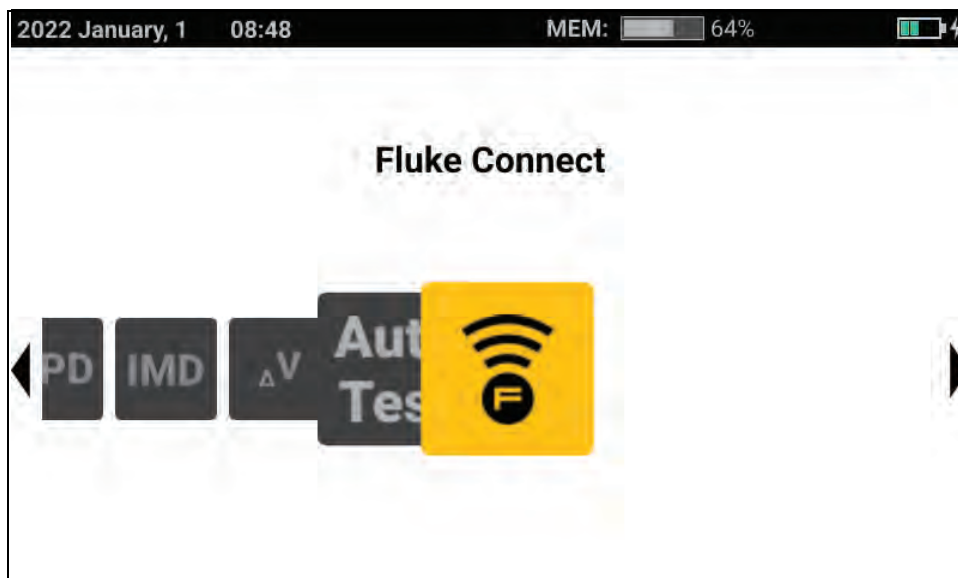 2022 January, 1 08:48 MEM: 64%
Fluke Connect
PD IMD ΔV Aut
Tes
F